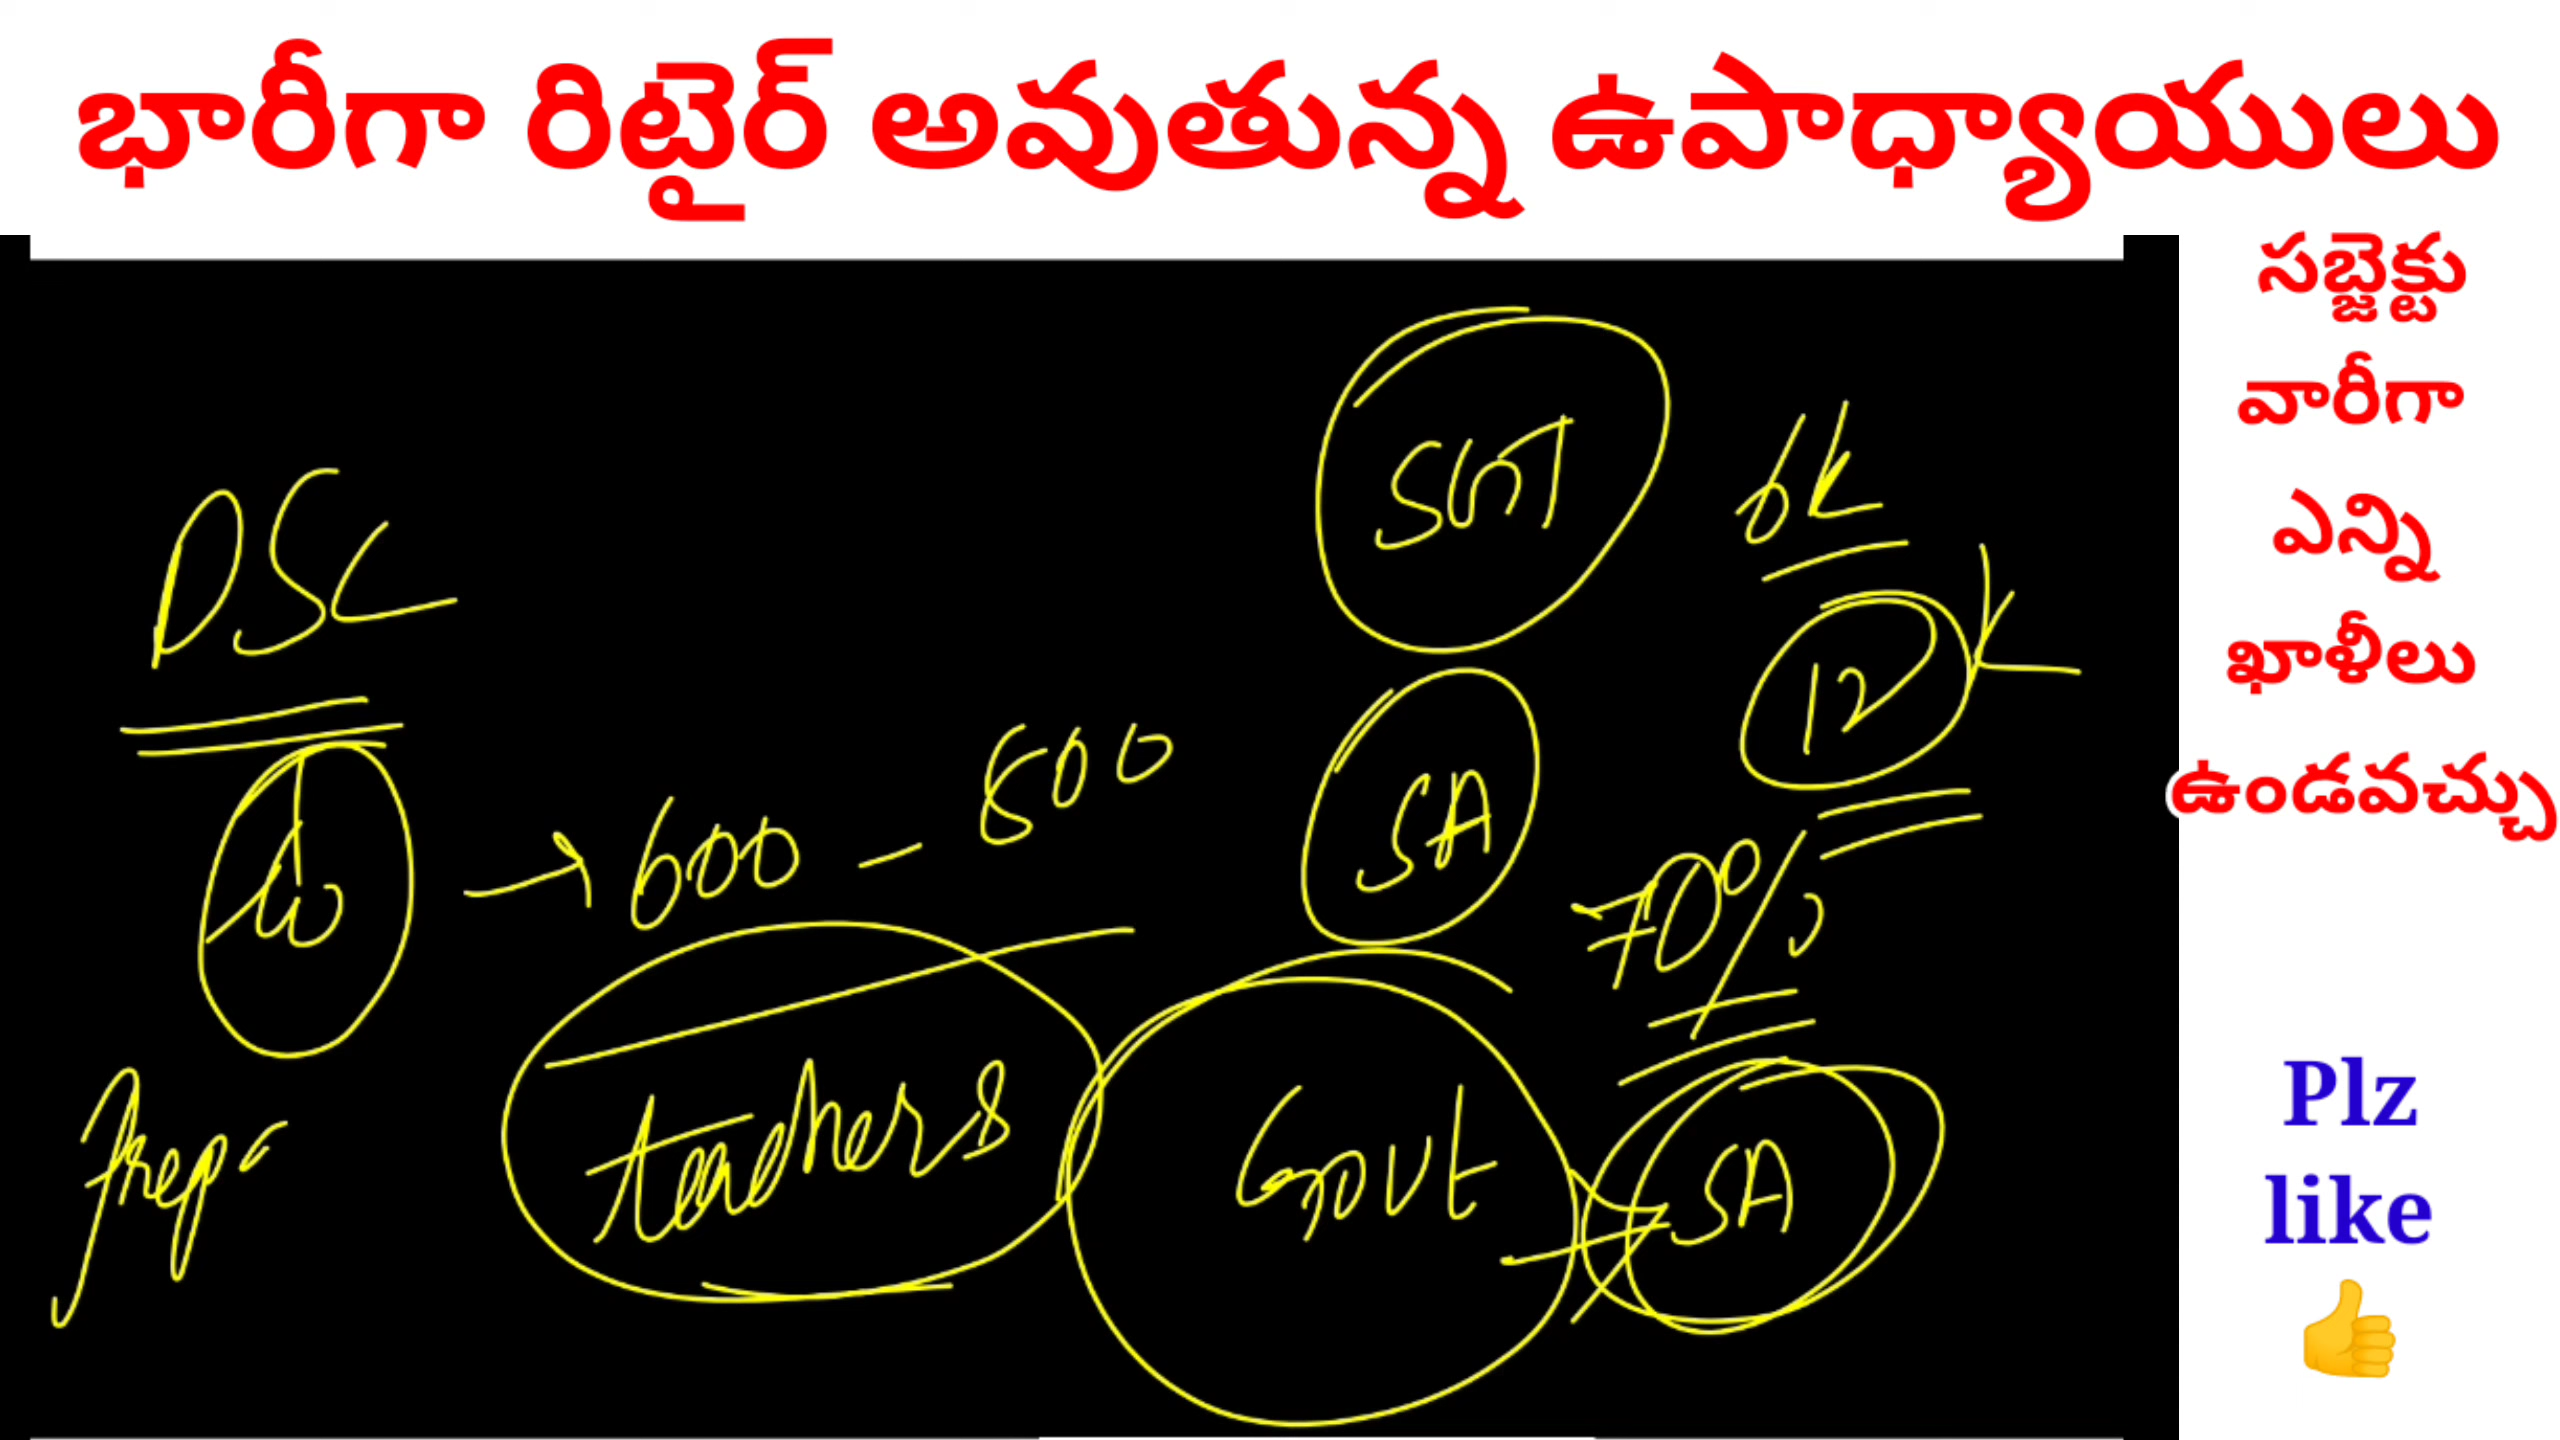 భారీగా రిటైర్ అవుతున్న ఉపాధ్యాయులు
సబ్జెక్టు
వారీగా
ఎన్ని
ఖాళీలు
ఉండవచ్చు
Plz
like
👍
DSC
→ 600 - 800
Prep
teachers
SGT 6k
12k
SA
70%
Govt → SA